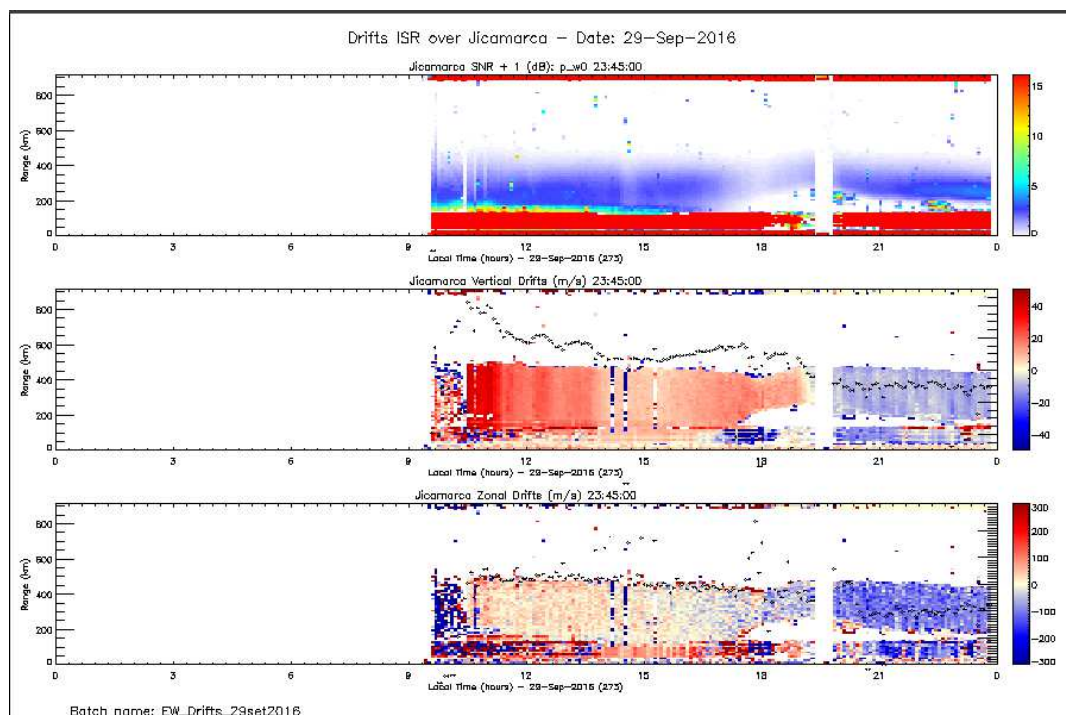 Drifts ISR over Jicamarca - Date: 29-Sep-2016
Jicamarca SNR + 1 (dB): p_w0 23:45:00
Range (km)
800
600
400
200
0
0 3 6 9 12 15 18 21 0
Local Time (hours) - 29-Sep-2016 (273)
15
10
5
0
Jicamarca Vertical Drifts (m/s) 23:45:00
Range (km)
800
600
400
200
0
0 3 6 9 12 15 18 21 0
Local Time (hours) - 29-Sep-2016 (273)
40
20
0
-20
-40
Jicamarca Zonal Drifts (m/s) 23:45:00
Range (km)
800
600
400
200
0
0 3 6 9 12 15 18 21 0
Local Time (hours) - 29-Sep-2016 (273)
300
200
100
0
-100
-200
-300
Batch name: EW_Drifts_29set2016